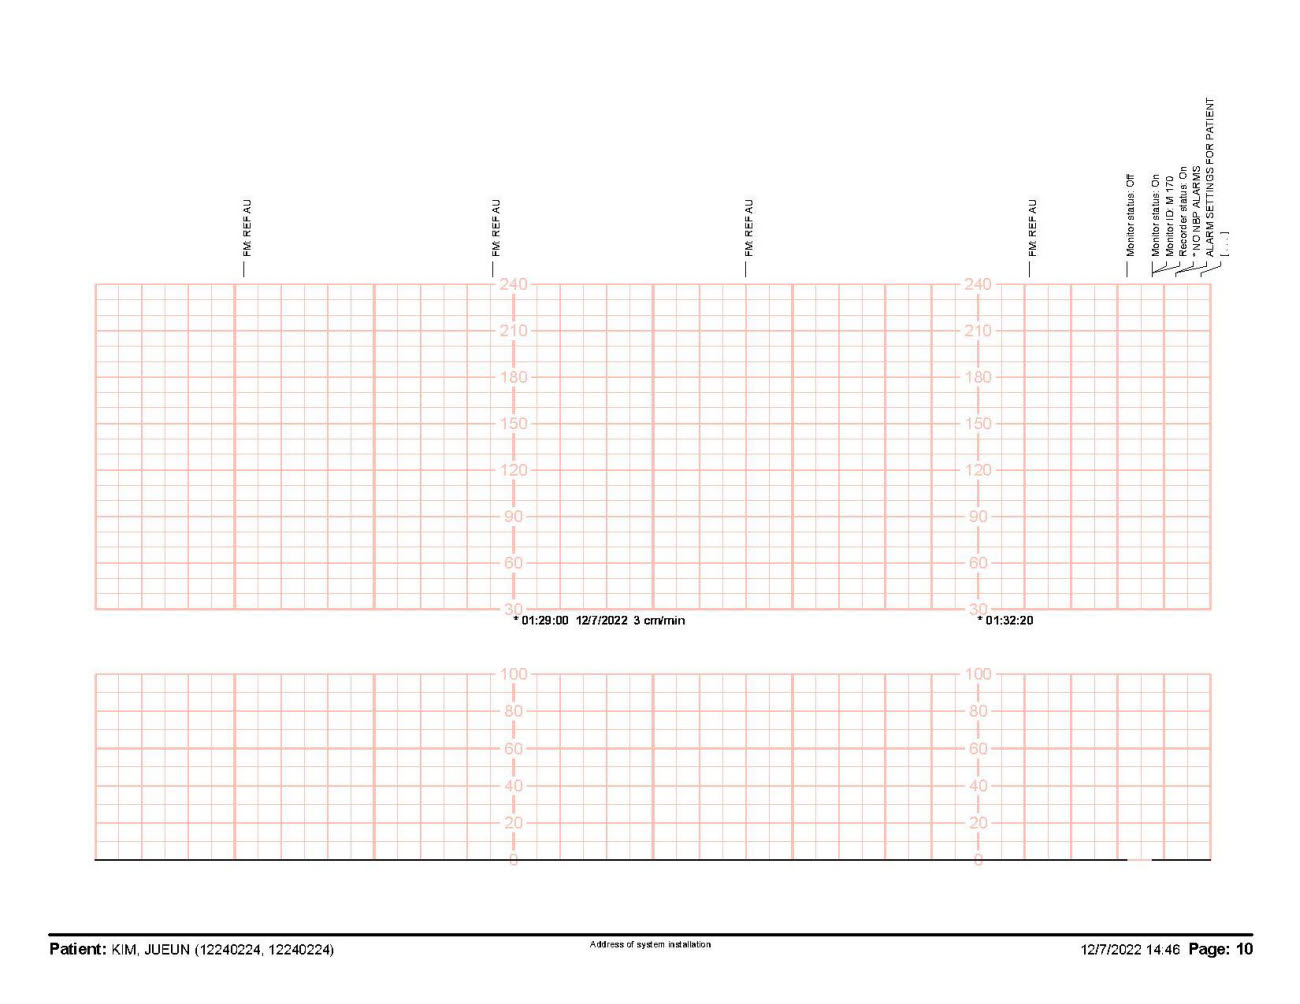 FM: REF AU
FM: REF AU
FM: REF AU
FM: REF AU
Monitor status: Off
Monitor status: On
Monitor ID: M 170
Recorder status: On
* NO NBP ALARMS
ALARM SETTINGS FOR PATIENT
[ . . . ]
240 240
210 210
180 180
150 150
120 120
90 90
60 60
30 30
* 01:29:00 12/7/2022 3 cm/min * 01:32:20
100 100
80 80
60 60
40 40
20 20
0 0
Patient: KIM, JUEUN (12240224, 12240224) Address of system installation 12/7/2022 14:46 Page: 10